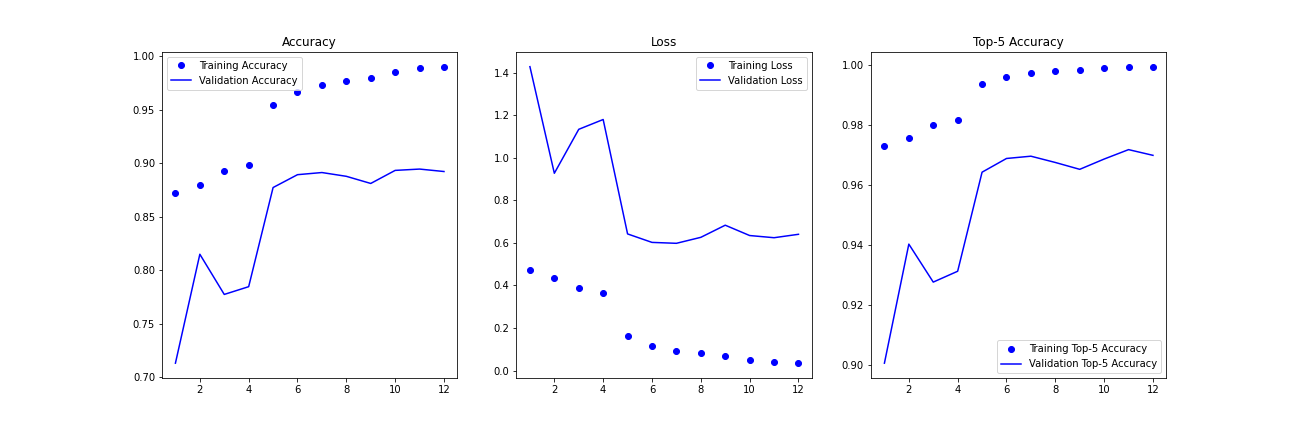 Accuracy
Training Accuracy
Validation Accuracy
1.00
0.95
0.90
0.85
0.80
0.75
0.70
2 4 6 8 10 12
Loss
Training Loss
Validation Loss
1.4
1.2
1.0
0.8
0.6
0.4
0.2
0.0
2 4 6 8 10 12
Top-5 Accuracy
1.00
0.98
0.96
0.94
0.92
0.90
Training Top-5 Accuracy
Validation Top-5 Accuracy
2 4 6 8 10 12